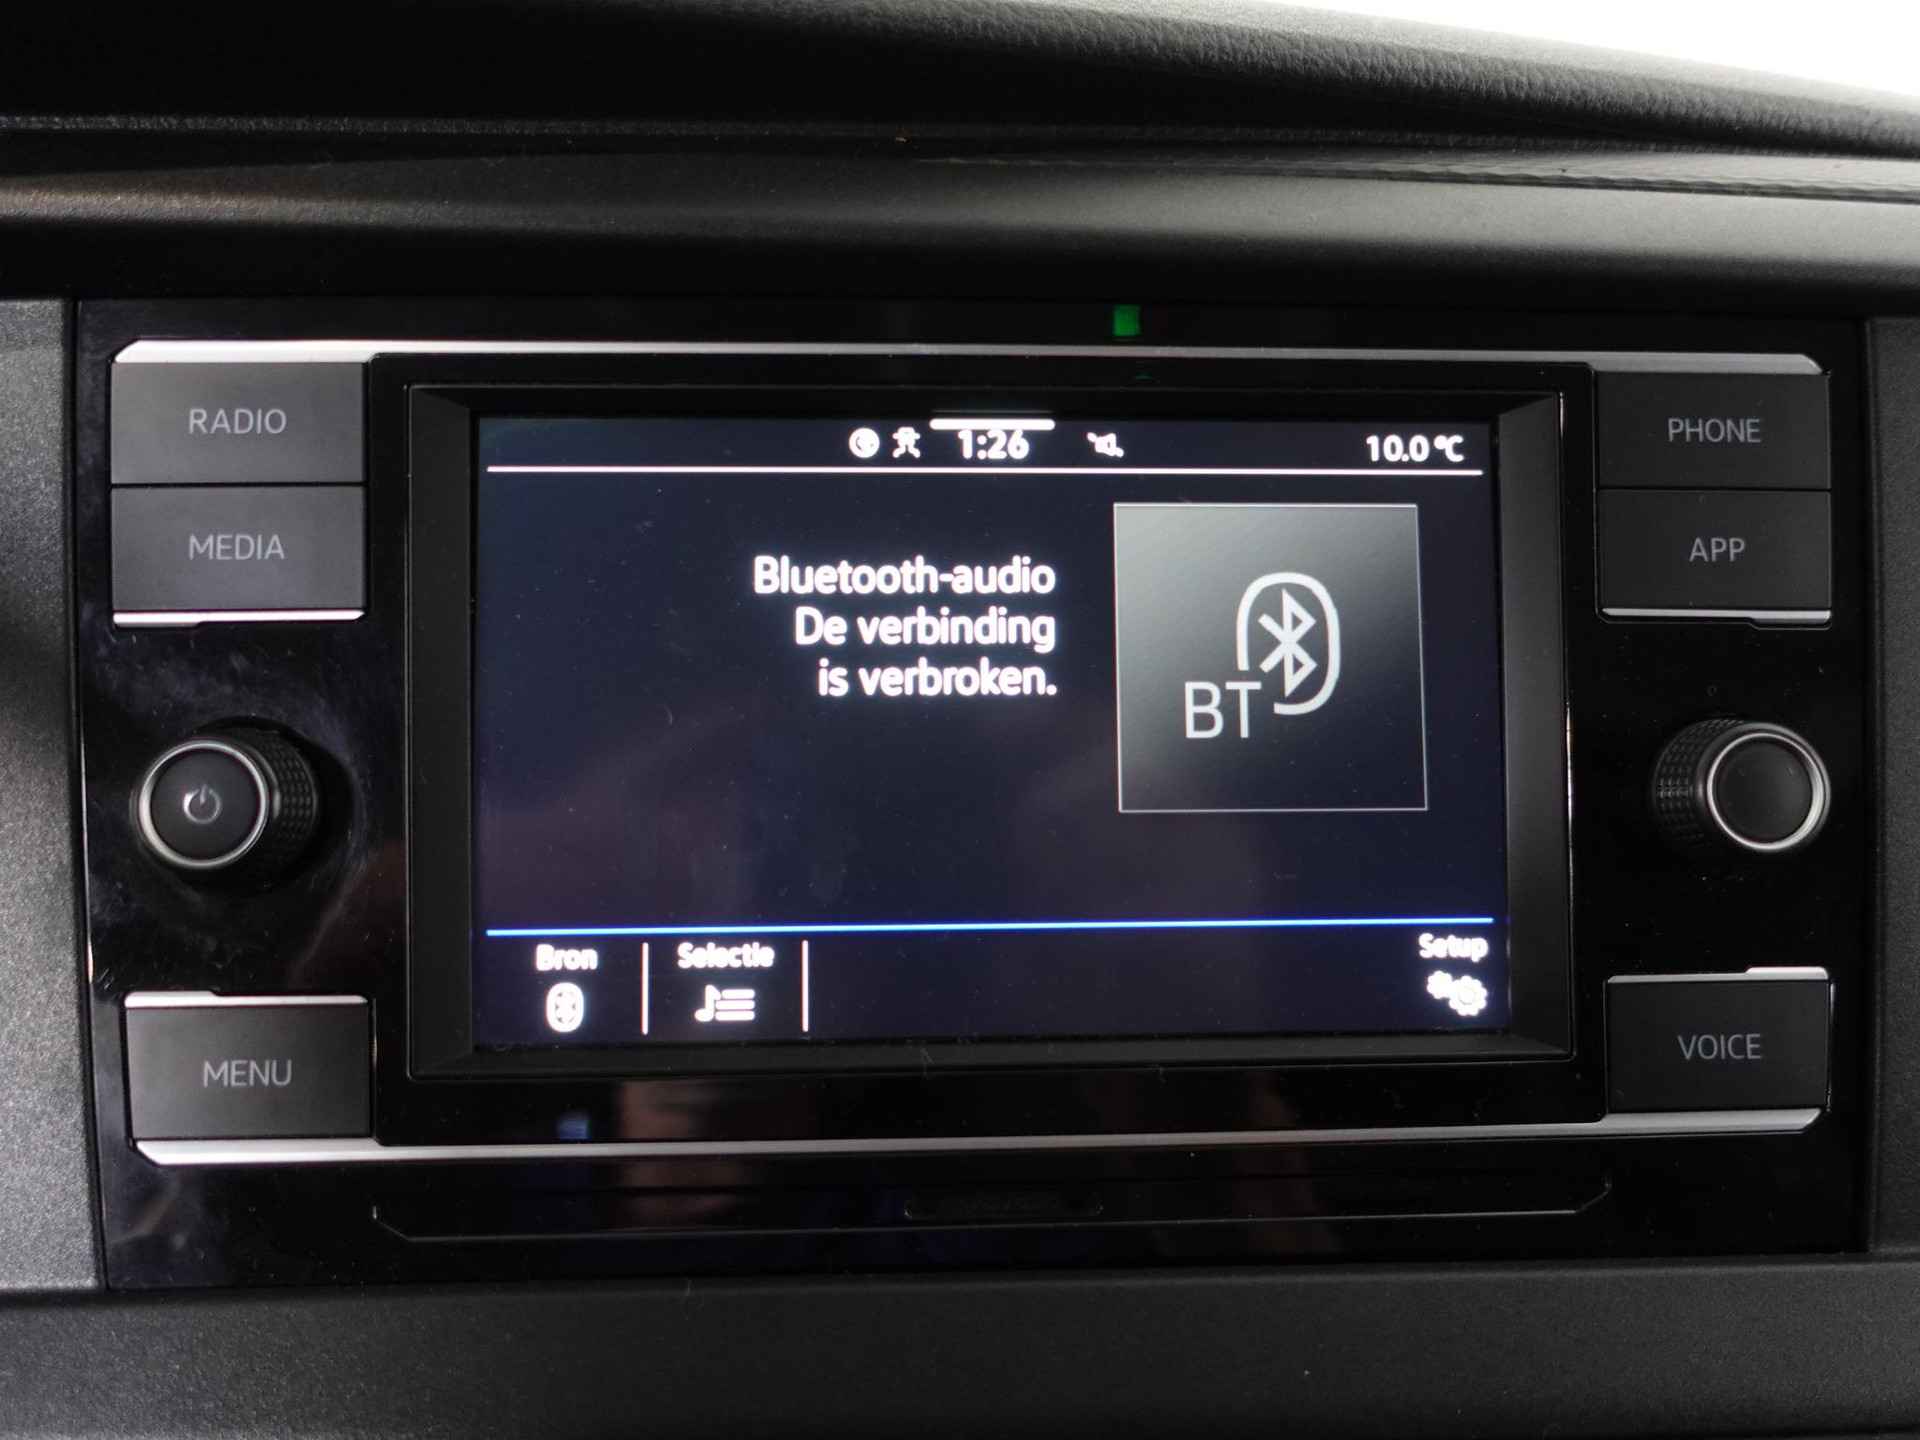 RADIO
MEDIA
MENU
1:26
10.0 °C
Bluetooth-audio
De verbinding
is verbroken.
BT
Bron
Selectie
Setup
PHONE
APP
VOICE